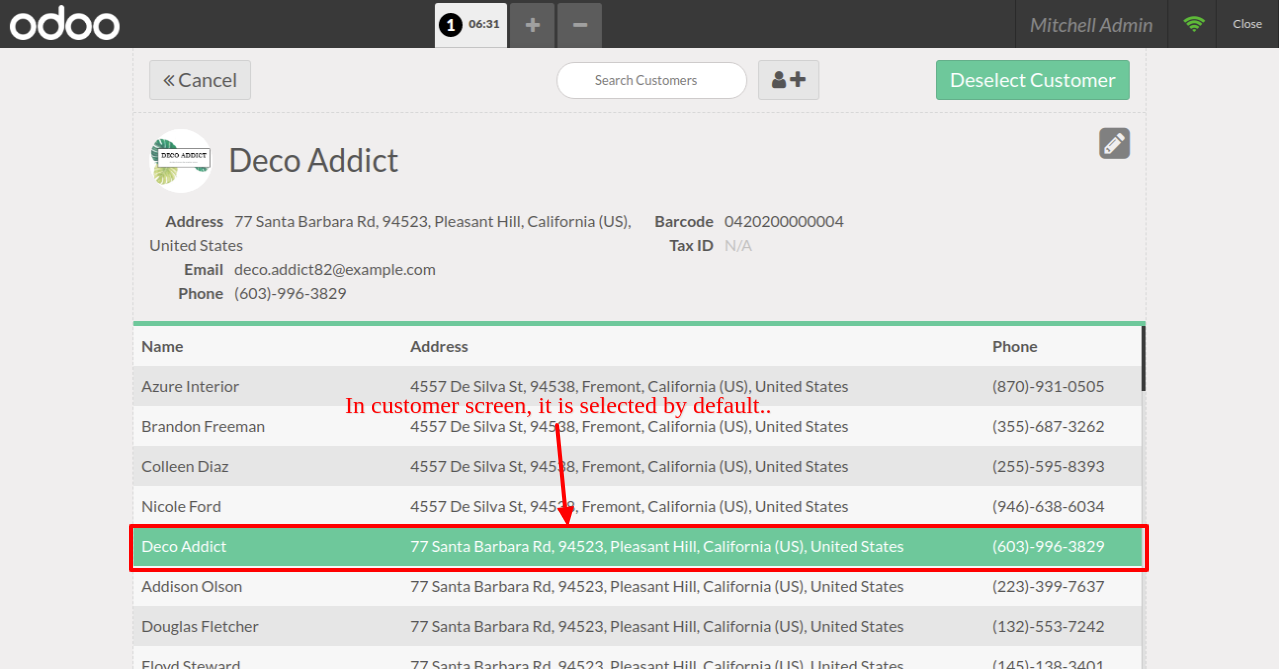 odoo
1 06:31
Mitchell Admin
Close
Cancel
Search Customers
Deselect Customer
DECO ADDICT
Deco Addict
Address 77 Santa Barbara Rd, 94523, Pleasant Hill, California (US), United States
Barcode 0420200000004
Tax ID N/A
Email deco.addict82@example.com
Phone (603)-996-3829
Name Address Phone
Azure Interior 4557 De Silva St, 94538, Fremont, California (US), United States (870)-931-0505
In customer screen, it is selected by default..
Brandon Freeman 4557 De Silva St, 94538, Fremont, California (US), United States (355)-687-3262
Colleen Diaz 4557 De Silva St, 94538, Fremont, California (US), United States (255)-595-8393
Nicole Ford 4557 De Silva St, 94538, Fremont, California (US), United States (946)-638-6034
Deco Addict 77 Santa Barbara Rd, 94523, Pleasant Hill, California (US), United States (603)-996-3829
Addison Olson 77 Santa Barbara Rd, 94523, Pleasant Hill, California (US), United States (223)-399-7637
Douglas Fletcher 77 Santa Barbara Rd, 94523, Pleasant Hill, California (US), United States (132)-553-7242
Floyd Steward 77 Santa Barbara Rd, 94523, Pleasant Hill, California (US), United States (145)-138-3401